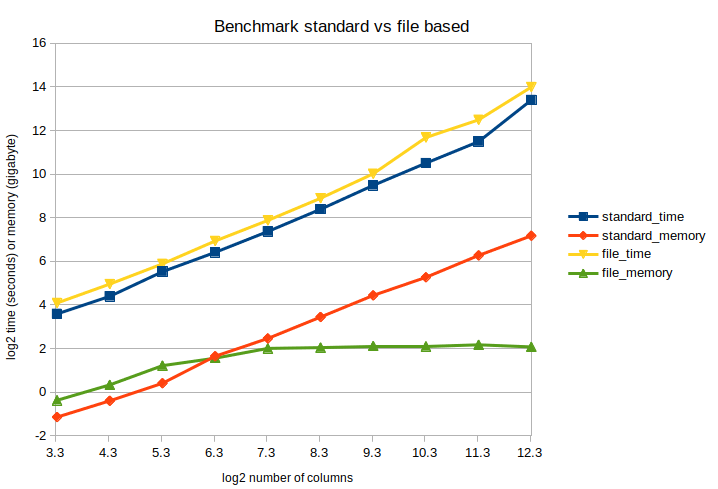 Benchmark standard vs file based
16
14
12
10
8
6
4
2
0
-2
log2 time (seconds) or memory (gigabyte)
3.3 4.3 5.3 6.3 7.3 8.3 9.3 10.3 11.3 12.3
log2 number of columns
standard_time
standard_memory
file_time
file_memory